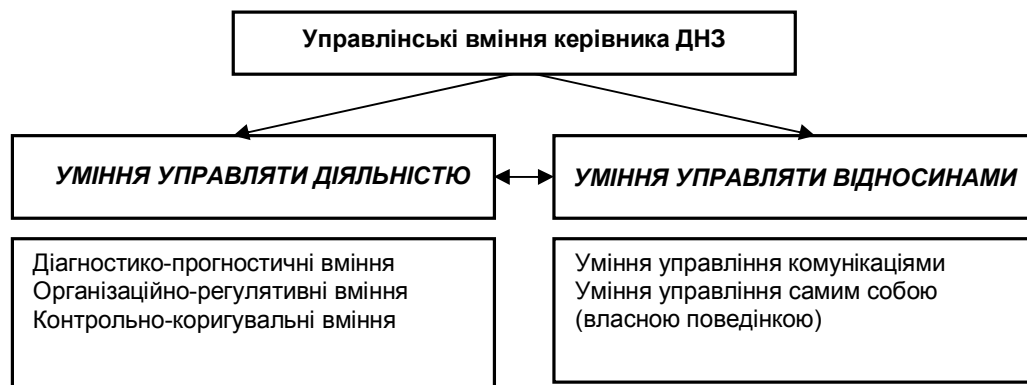 Управлінські вміння керівника ДНЗ
УМІННЯ УПРАВЛЯТИ ДІЯЛЬНІСТЮ
УМІННЯ УПРАВЛЯТИ ВІДНОСИНАМИ
Діагностико-прогностичні вміння
Організаційно-регулятивні вміння
Контрольно-коригувальні вміння
Уміння управління комунікаціями
Уміння управління самим собою
(власною поведінкою)